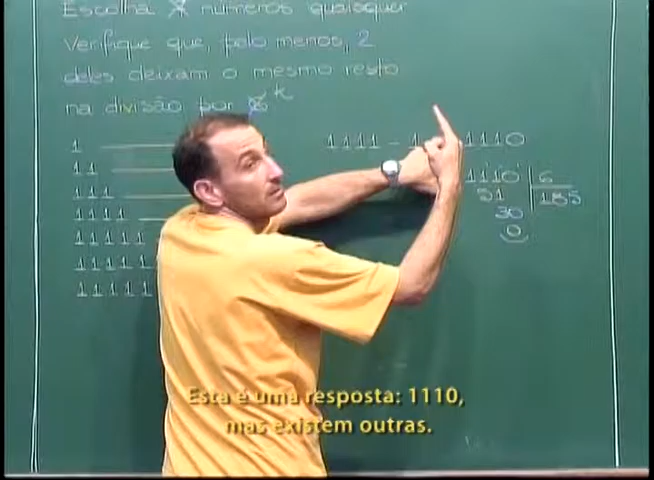 Escolha números quaisquer
Verifique que, pelo menos, 2
deles deixam o mesmo resto
na divisão por k
1
11
111
1111
11111
111111
1111111
1111 - 1 1110
1110 6
51 185
30
0
Esta é uma resposta: 1110,
mas existem outras.